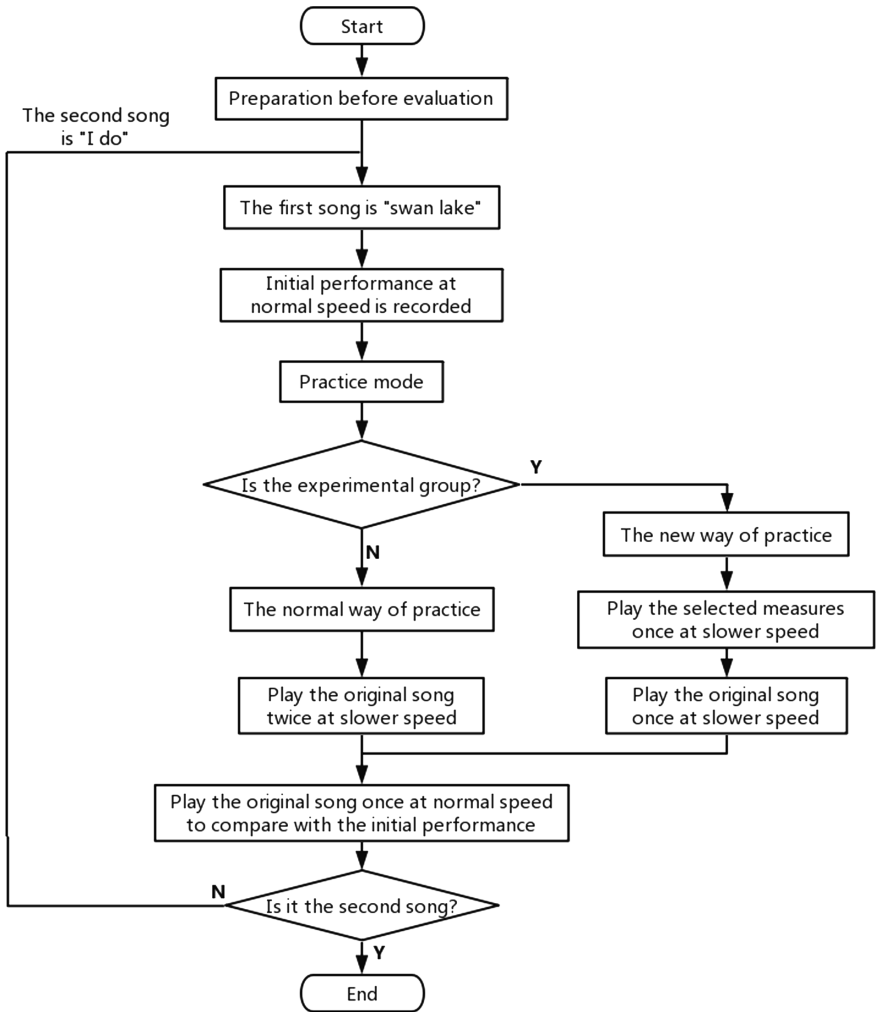 Start
Preparation before evaluation
The second song
is "I do"
The first song is "swan lake"
Initial performance at
normal speed is recorded
Practice mode
Is the experimental group?
Y
N
The new way of practice
The normal way of practice
Play the selected measures
once at slower speed
Play the original song
twice at slower speed
Play the original song
once at slower speed
Play the original song once at normal speed
to compare with the initial performance
N
Is it the second song?
Y
End